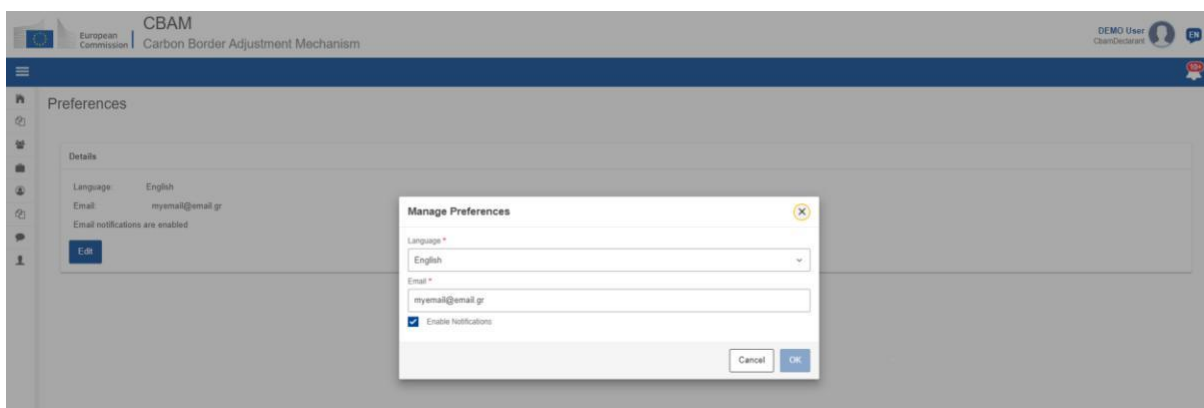 European
Commission
CBAM
Carbon Border Adjustment Mechanism
DEMO User
CbamDeclarant
EN
10+
Preferences
Details
Language: English
Email: myemail@email.gr
Email notifications are enabled
Edit
Manage Preferences
Language *
English
Email *
myemail@email.gr
Enable Notifications
Cancel
OK